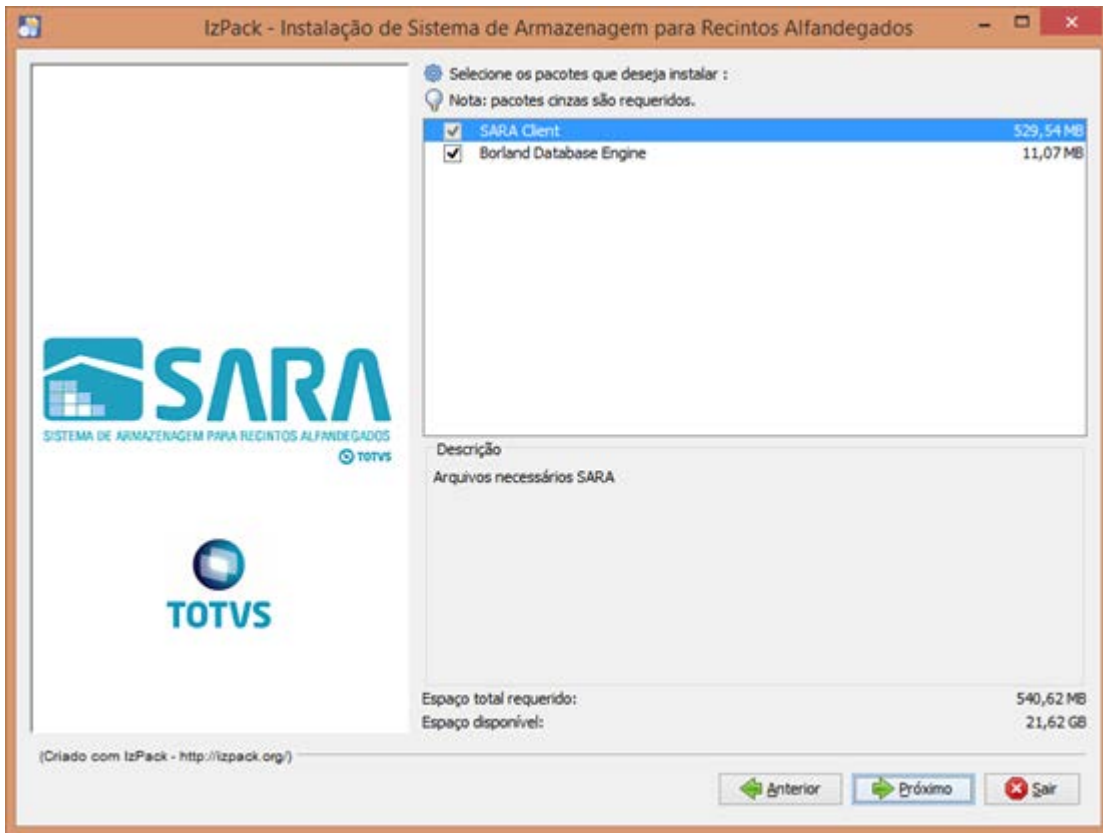 IzPack - Instalação de Sistema de Armazenagem para Recintos Alfandegados
Selecione os pacotes que deseja instalar :
Nota: pacotes cinzas são requeridos.
SARA Client 529,54 MB
Borland Database Engine 11,07 MB
SARA
SISTEMA DE ARMAZENAGEM PARA RECINTOS ALFANDEGADOS
TOTVS
TOTVS
Descrição
Arquivos necessários SARA
Espaço total requerido: 540,62 MB
Espaço disponível: 21,62 GB
(Criado com IzPack - http://izpack.org/)
Anterior Próximo Sair